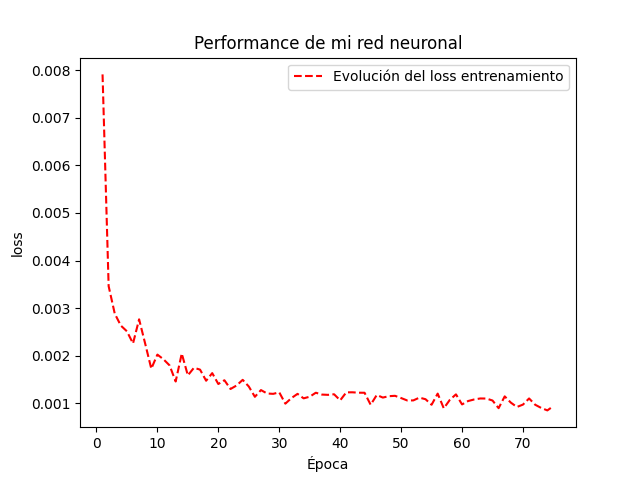 Performance de mi red neuronal
Evolución del loss entrenamiento
0.008
0.007
0.006
0.005
0.004
0.003
0.002
0.001
loss
0 10 20 30 40 50 60 70
Época